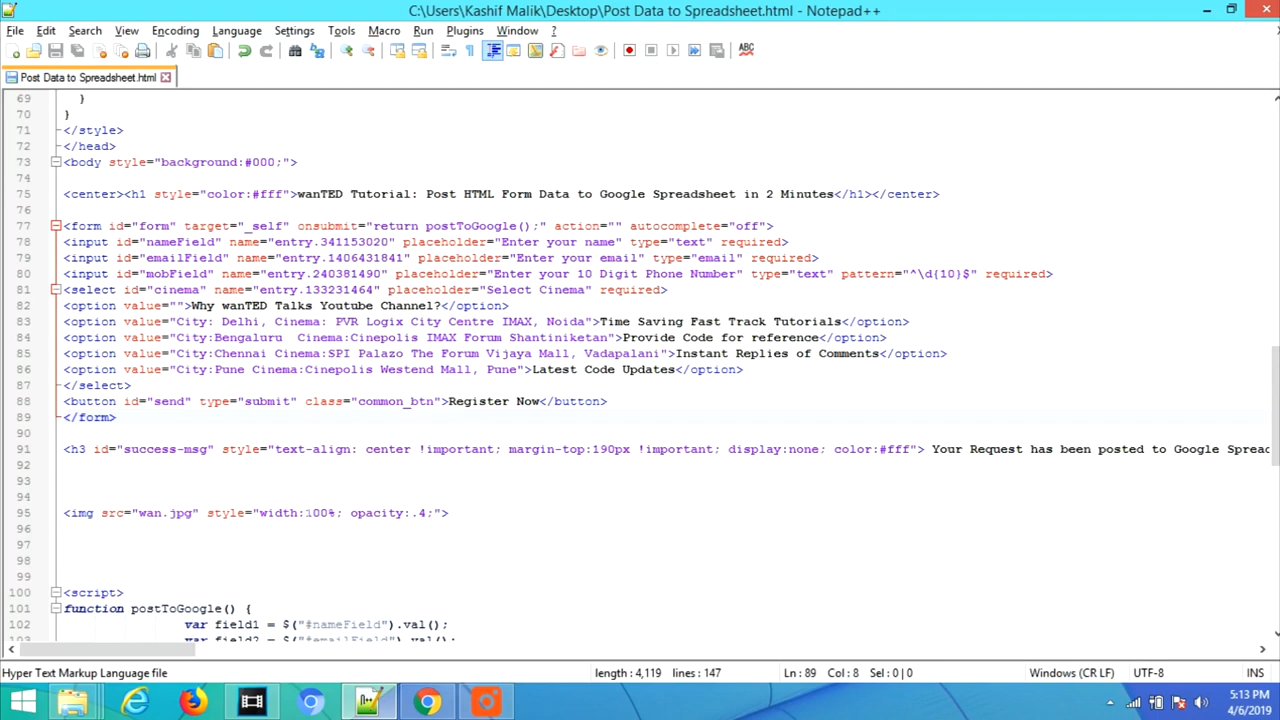 C:\Users\Kashif Malik\Desktop\Post Data to Spreadsheet.html - Notepad++
File Edit Search View Encoding Language Settings Tools Macro Run Plugins Window ?
ABC
Post Data to Spreadsheet.html
69 }
70 }
71 </style>
72 </head>
73 <body style="background:#000;">
74
75 <center><h1 style="color:#fff">wanTED Tutorial: Post HTML Form Data to Google Spreadsheet in 2 Minutes</h1></center>
76
77 <form id="form" target="_self" onsubmit="return postToGoogle();" action="" autocomplete="off">
78 <input id="nameField" name="entry.341153020" placeholder="Enter your name" type="text" required>
79 <input id="emailField" name="entry.1406431841" placeholder="Enter your email" type="email" required>
80 <input id="mobField" name="entry.240381490" placeholder="Enter your 10 Digit Phone Number" type="text" pattern="^\d{10}$" required>
81 <select id="cinema" name="entry.133231464" placeholder="Select Cinema" required>
82 <option value="">Why wanTED Talks Youtube Channel?</option>
83 <option value="City: Delhi, Cinema: PVR Logix City Centre IMAX, Noida">Time Saving Fast Track Tutorials</option>
84 <option value="City:Bengaluru  Cinema:Cinepolis IMAX Forum Shantiniketan">Provide Code for reference</option>
85 <option value="City:Chennai Cinema:SPI Palazo The Forum Vijaya Mall, Vadapalani">Instant Replies of Comments</option>
86 <option value="City:Pune Cinema:Cinepolis Westend Mall, Pune">Latest Code Updates</option>
87 </select>
88 <button id="send" type="submit" class="common_btn">Register Now</button>
89 </form>
90
91 <h3 id="success-msg" style="text-align: center !important; margin-top:190px !important; display:none; color:#fff"> Your Request has been posted to Google Spreac
92
93
94
95 <img src="wan.jpg" style="width:100%; opacity:.4;">
96
97
98
99
100 <script>
101 function postToGoogle() {
102 var field1 = $("#nameField").val();
103 var field2 = $("#emailField").val();
Hyper Text Markup Language file length : 4,119 lines : 147 Ln : 89 Col : 8 Sel : 0 | 0 Windows (CR LF) UTF-8 INS
5:13 PM
4/6/2019